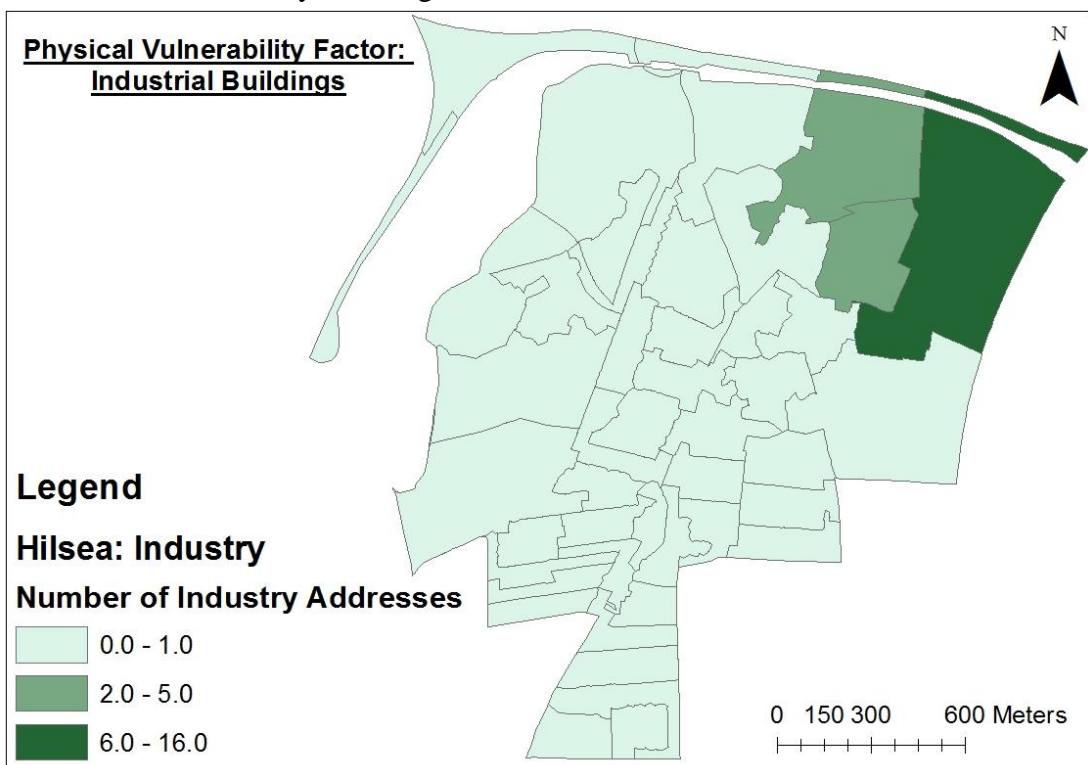 Physical Vulnerability Factor:
Industrial Buildings
N
Legend
Hilsea: Industry
Number of Industry Addresses
0.0 - 1.0
2.0 - 5.0
6.0 - 16.0
0 150 300 600 Meters